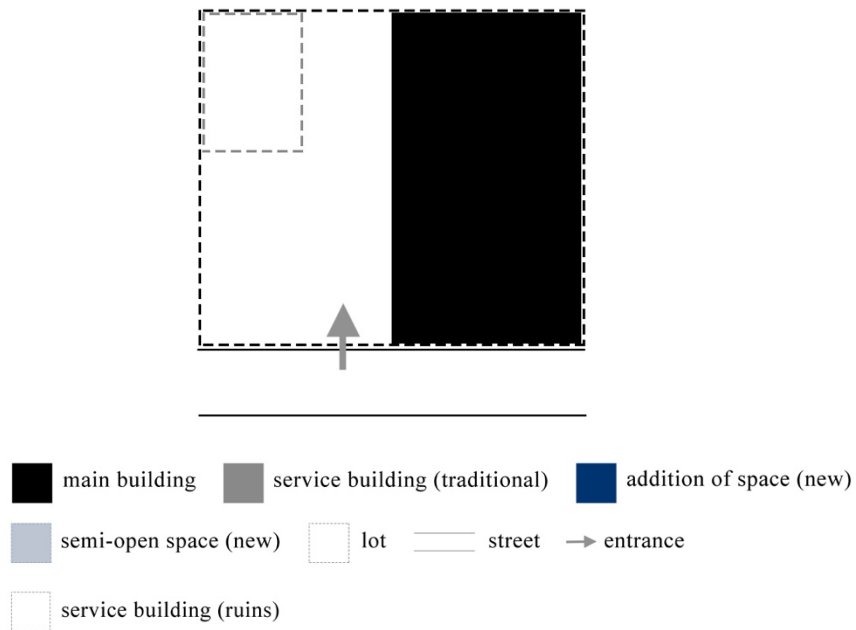 main building service building (traditional) addition of space (new)
semi-open space (new) lot street entrance
service building (ruins)